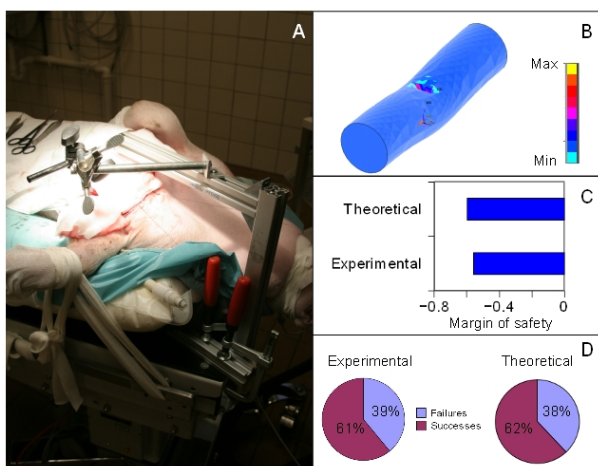 A
B
Max
Min
C
Theoretical
Experimental
-0.8
-0.4
0
Margin of safety
D
Experimental
Theoretical
39%
61%
Failures
Successes
38%
62%